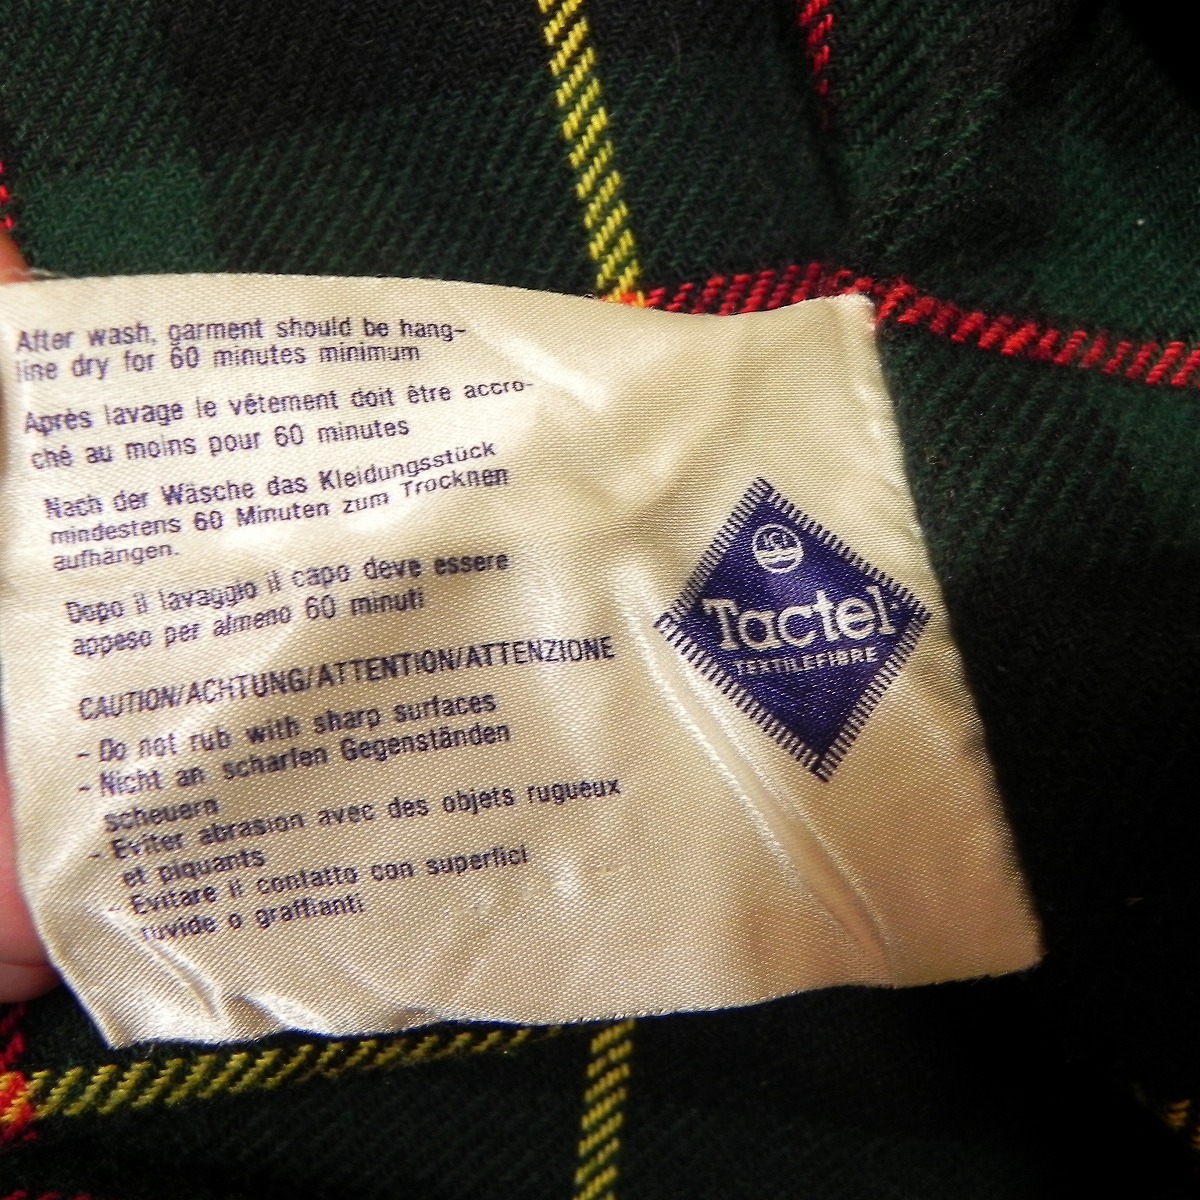 After wash, garment should be hang-
line dry for 60 minutes minimum
Après lavage le vêtement doit être accro-
ché au moins pour 60 minutes
Nach der Wäsche das Kleidungsstück
mindestens 60 Minuten zum Trocknen
aufhängen.
Dopo il lavaggio il capo deve essere
appeso per almeno 60 minuti
CAUTION/ACHTUNG/ATTENTION/ATTENZIONE
- Do not rub with sharp surfaces
- Nicht an scharfen Gegenständen
scheuern
- Eviter abrasion avec des objets rugueux
et piquants
- Evitare il contatto con superfici
ruvide o graffianti
ICI
Tactel
TEXTILEFIBRE